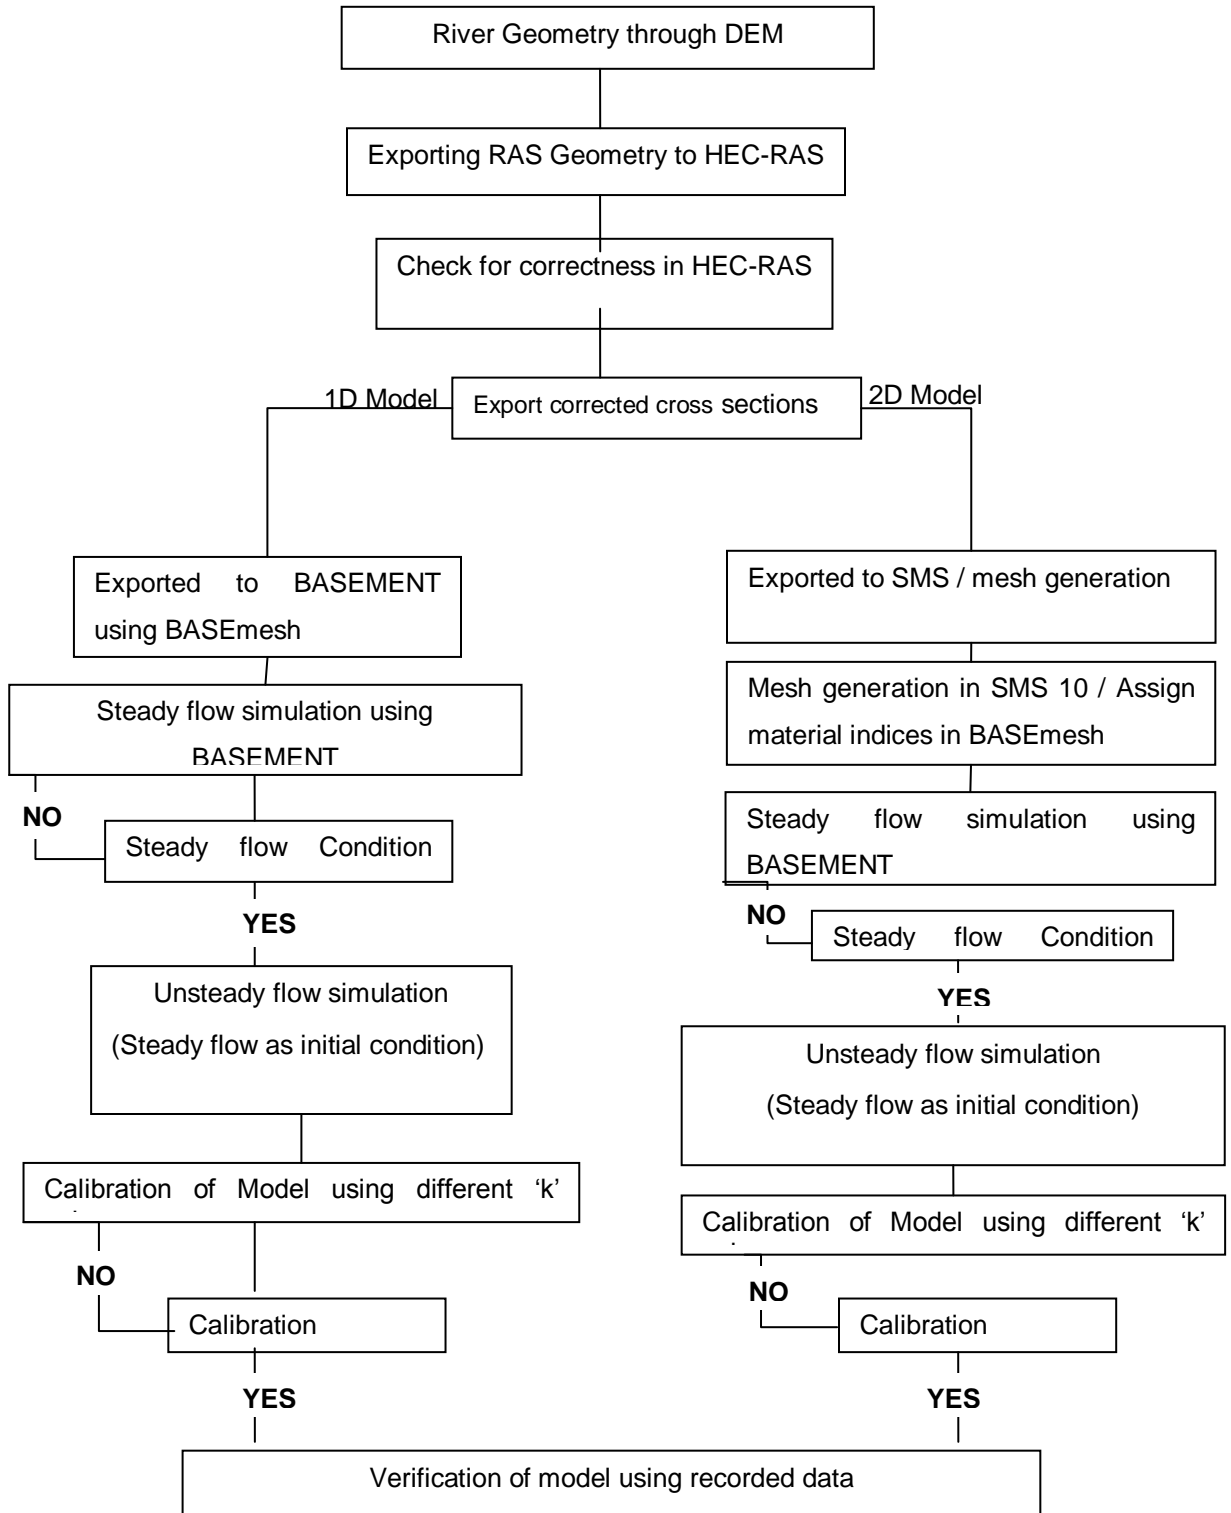 River Geometry through DEM
Exporting RAS Geometry to HEC-RAS
Check for correctness in HEC-RAS
1D Model
Export corrected cross sections
2D Model
Exported to BASEMENT
using BASEmesh
Steady flow simulation using
BASEMENT
NO
Steady flow Condition
YES
Unsteady flow simulation
(Steady flow as initial condition)
Calibration of Model using different ‘k’
NO
Calibration
YES
Exported to SMS / mesh generation
Mesh generation in SMS 10 / Assign
material indices in BASEmesh
Steady flow simulation using
BASEMENT
NO
Steady flow Condition
YES
Unsteady flow simulation
(Steady flow as initial condition)
Calibration of Model using different ‘k’
NO
Calibration
YES
Verification of model using recorded data